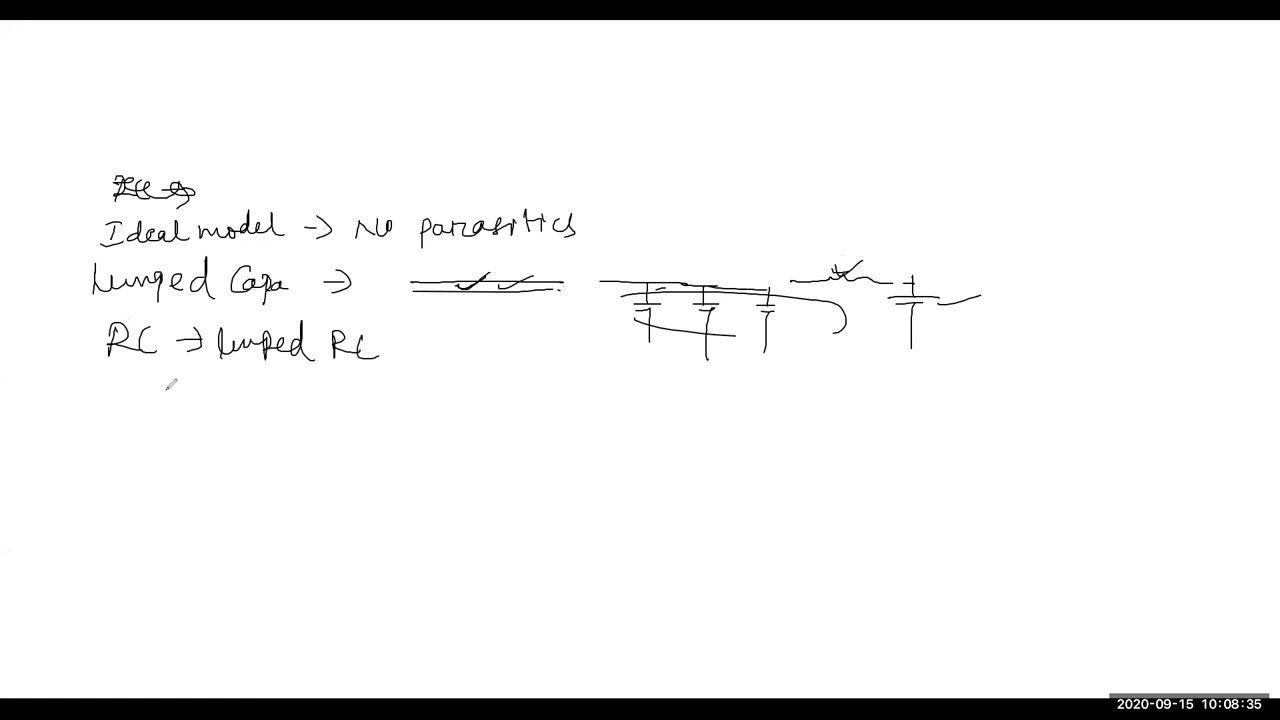 Ideal model → No parasitics
Lumped Capa →
RC → lumped RC
2020-09-15 10:08:35